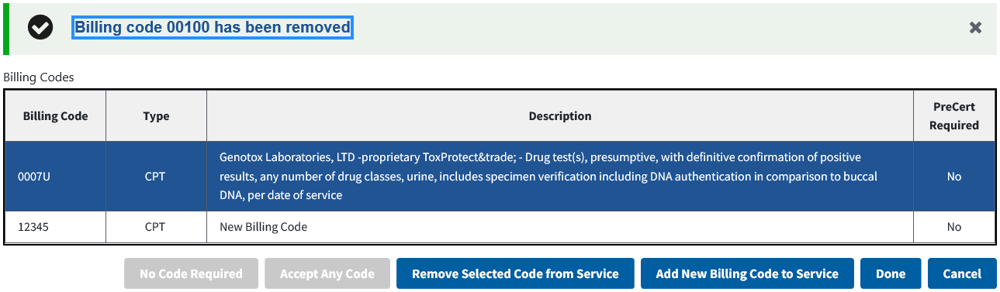 Billing code 00100 has been removed
Billing Codes
Billing Code Type Description PreCert Required
0007U CPT Genotox Laboratories, LTD -proprietary ToxProtect&trade; - Drug test(s), presumptive, with definitive confirmation of positive
results, any number of drug classes, urine, includes specimen verification including DNA authentication in comparison to buccal
DNA, per date of service No
12345 CPT New Billing Code No
No Code Required Accept Any Code Remove Selected Code from Service Add New Billing Code to Service Done Cancel